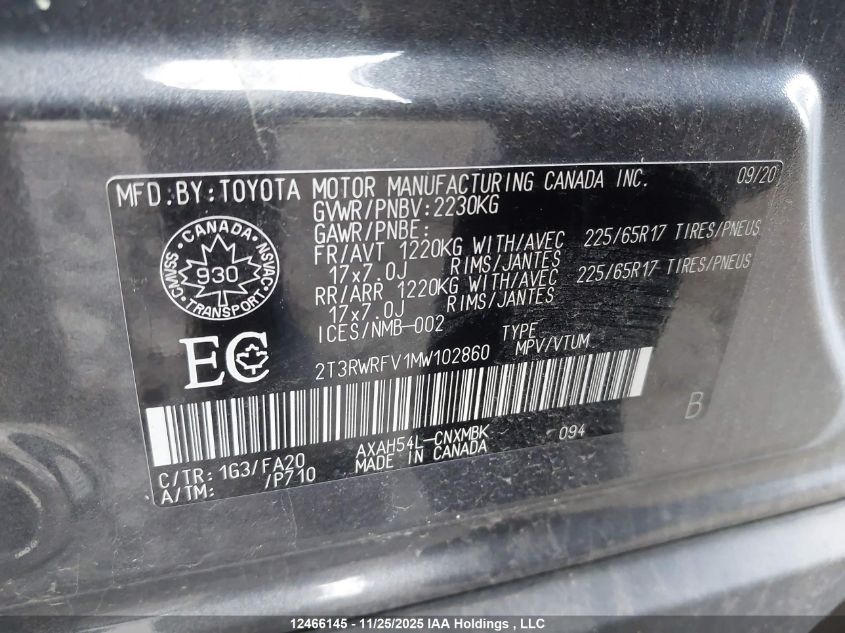 MFD.BY:TOYOTA MOTOR MANUFACTURING CANADA INC. 09/20
GVWR/PNBV:2230KG
GAWR/PNBE:
FR/AVT 1220KG WITH/AVEC 225/65R17 TIRES/PNEUS
17x7.0J RIMS/JANTES
RR/ARR 1220KG WITH/AVEC 225/65R17 TIRES/PNEUS
17x7.0J RIMS/JANTES
ICES/NMB-002
CANADA
CMVSS NSVAC
930
TRANSPORT
EC
TYPE
2T3RWRFV1MW102860 MPV/VTUM
B
AXAH54L-CNXMBK 094
C/TR: 1G3/FA20 MADE IN CANADA
A/TM: /P710
12466145 - 11/25/2025 IAA Holdings , LLC